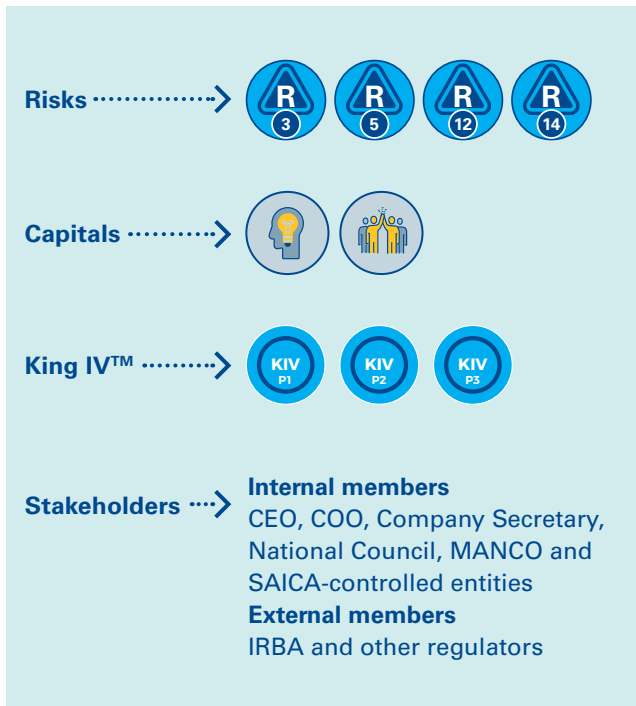 Risks
R 3
R 5
R 12
R 14
Capitals
King IV™
KIV P1
KIV P2
KIV P3
Stakeholders
Internal members
CEO, COO, Company Secretary,
National Council, MANCO and
SAICA-controlled entities
External members
IRBA and other regulators